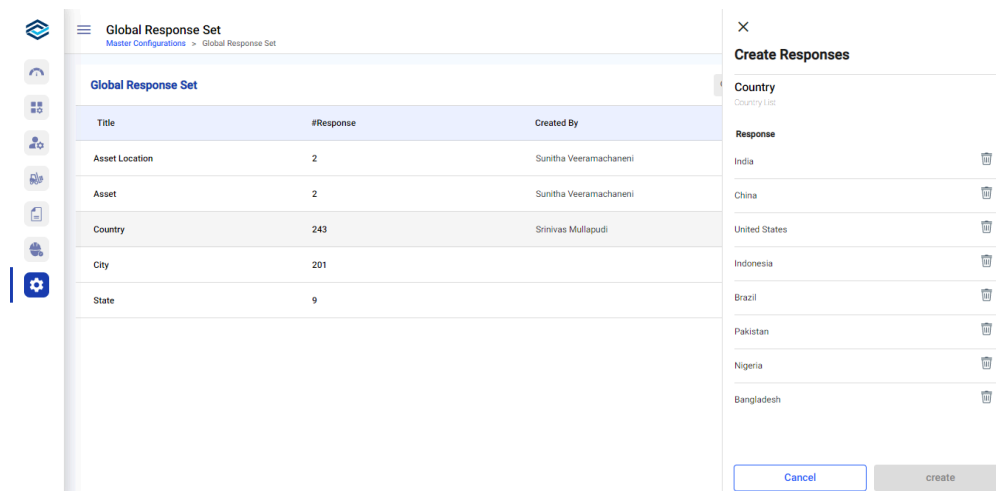 Global Response Set
Master Configurations > Global Response Set
Global Response Set
Title #Response Created By
Asset Location 2 Sunitha Veeramachaneni
Asset 2 Sunitha Veeramachaneni
Country 243 Srinivas Mullapudi
City 201
State 9
Create Responses
Country
Country List
Response
India
China
United States
Indonesia
Brazil
Pakistan
Nigeria
Bangladesh
Cancel create